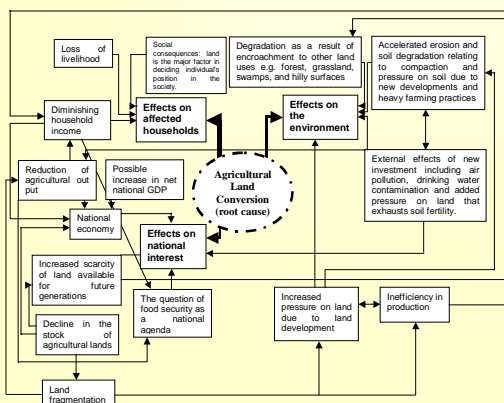 Loss of
livelihood
Social
consequences: land
is the major factor in
deciding individual's
position in the
society.
Degradation as a result of
encroachment to other land
uses e.g. forest, grassland,
swamps, and hilly surfaces
Accelerated erosion and
soil degradation relating
to compaction and
pressure on soil due to
new developments and
heavy farming practices
Diminishing
household
income
Effects on
affected households
Effects on
the
environment
Reduction of
agricultural out
put
Possible
increase in net
national GDP
Agricultural
Land
Conversion
(root cause)
External effects of new
investment including air
pollution, drinking water
contamination and added
pressure on land that
exhausts soil fertility.
National
economy
Effects on
national
interest
Increased scarcity
of land available
for future
generations
The question of
food security as
a national
agenda
Increased
pressure on land
due to land
development
Inefficiency in
production
Decline in the
stock of
agricultural lands
Land
fragmentation